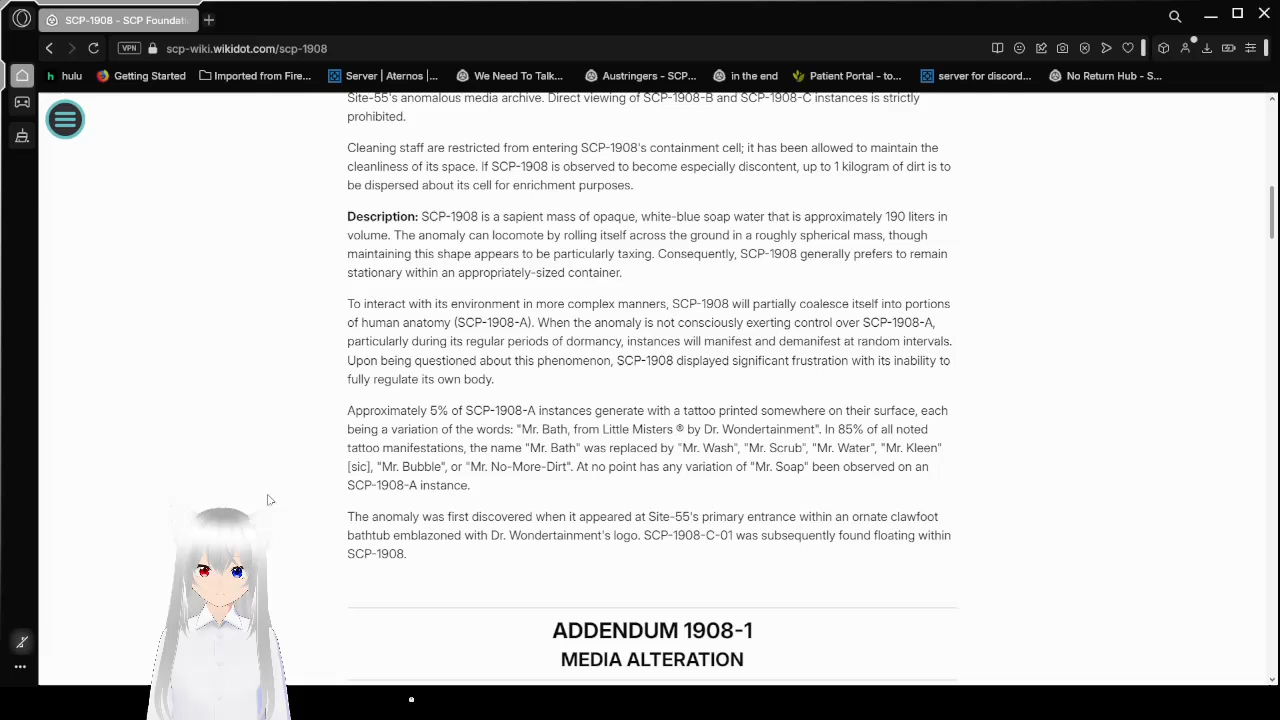 SCP-1908 - SCP Foundati
VPN scp-wiki.wikidot.com/scp-1908
hulu Getting Started Imported from Fire... Server | Aternos |... We Need To Talk... Austringers - SCP... in the end Patient Portal - to... server for discord... No Return Hub - S...
Site-55's anomalous media archive. Direct viewing of SCP-1908-B and SCP-1908-C instances is strictly
prohibited.
Cleaning staff are restricted from entering SCP-1908's containment cell; it has been allowed to maintain the
cleanliness of its space. If SCP-1908 is observed to become especially discontent, up to 1 kilogram of dirt is to
be dispersed about its cell for enrichment purposes.
Description: SCP-1908 is a sapient mass of opaque, white-blue soap water that is approximately 190 liters in
volume. The anomaly can locomote by rolling itself across the ground in a roughly spherical mass, though
maintaining this shape appears to be particularly taxing. Consequently, SCP-1908 generally prefers to remain
stationary within an appropriately-sized container.
To interact with its environment in more complex manners, SCP-1908 will partially coalesce itself into portions
of human anatomy (SCP-1908-A). When the anomaly is not consciously exerting control over SCP-1908-A,
particularly during its regular periods of dormancy, instances will manifest and demanifest at random intervals.
Upon being questioned about this phenomenon, SCP-1908 displayed significant frustration with its inability to
fully regulate its own body.
Approximately 5% of SCP-1908-A instances generate with a tattoo printed somewhere on their surface, each
being a variation of the words: "Mr. Bath, from Little Misters ® by Dr. Wondertainment". In 85% of all noted
tattoo manifestations, the name "Mr. Bath" was replaced by "Mr. Wash", "Mr. Scrub", "Mr. Water", "Mr. Kleen"
[sic], "Mr. Bubble", or "Mr. No-More-Dirt". At no point has any variation of "Mr. Soap" been observed on an
SCP-1908-A instance.
The anomaly was first discovered when it appeared at Site-55's primary entrance within an ornate clawfoot
bathtub emblazoned with Dr. Wondertainment's logo. SCP-1908-C-01 was subsequently found floating within
SCP-1908.
ADDENDUM 1908-1
MEDIA ALTERATION